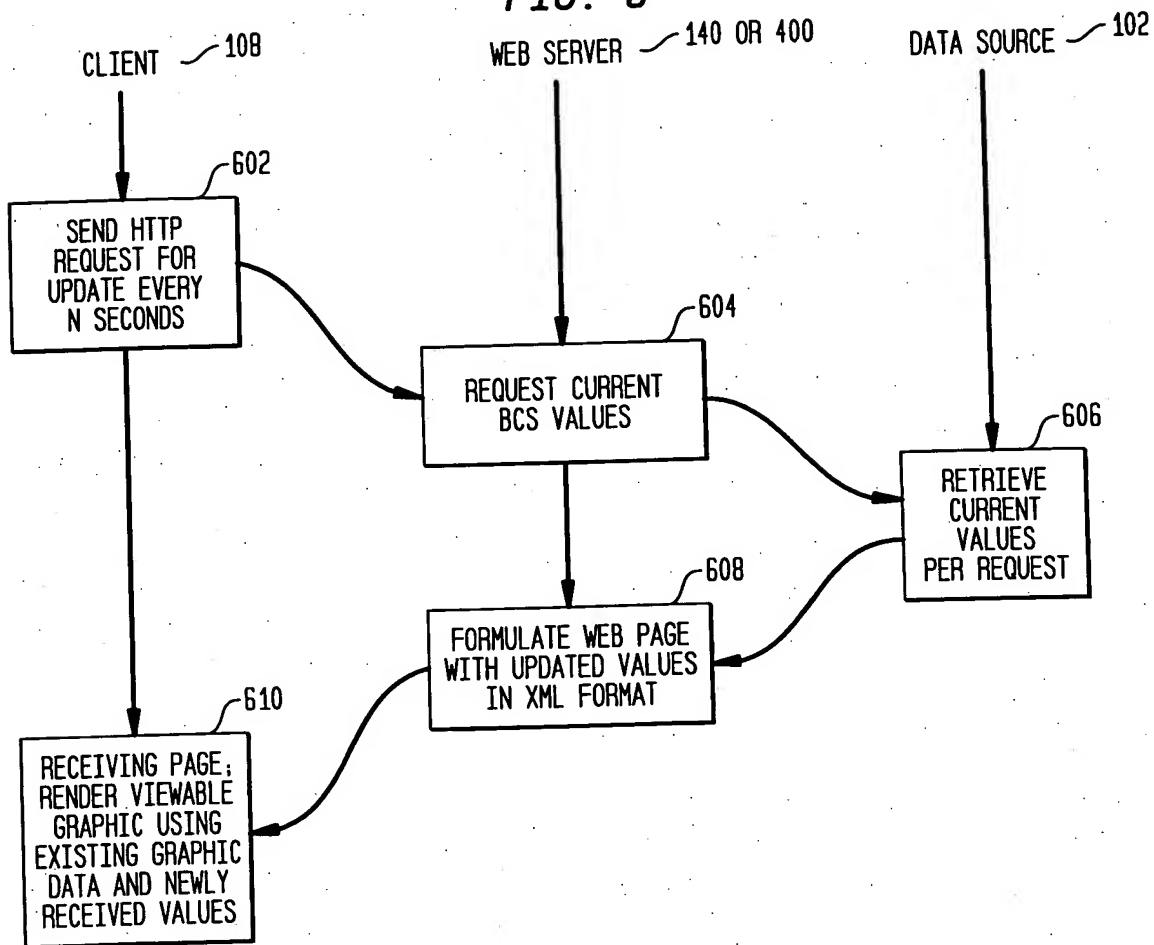 CLIENT 108
WEB SERVER 140 OR 400
DATA SOURCE 102
602
SEND HTTP
REQUEST FOR
UPDATE EVERY
N SECONDS
604
REQUEST CURRENT
BCS VALUES
606
RETRIEVE
CURRENT
VALUES
PER REQUEST
608
FORMULATE WEB PAGE
WITH UPDATED VALUES
IN XML FORMAT
610
RECEIVING PAGE;
RENDER VIEWABLE
GRAPHIC USING
EXISTING GRAPHIC
DATA AND NEWLY
RECEIVED VALUES